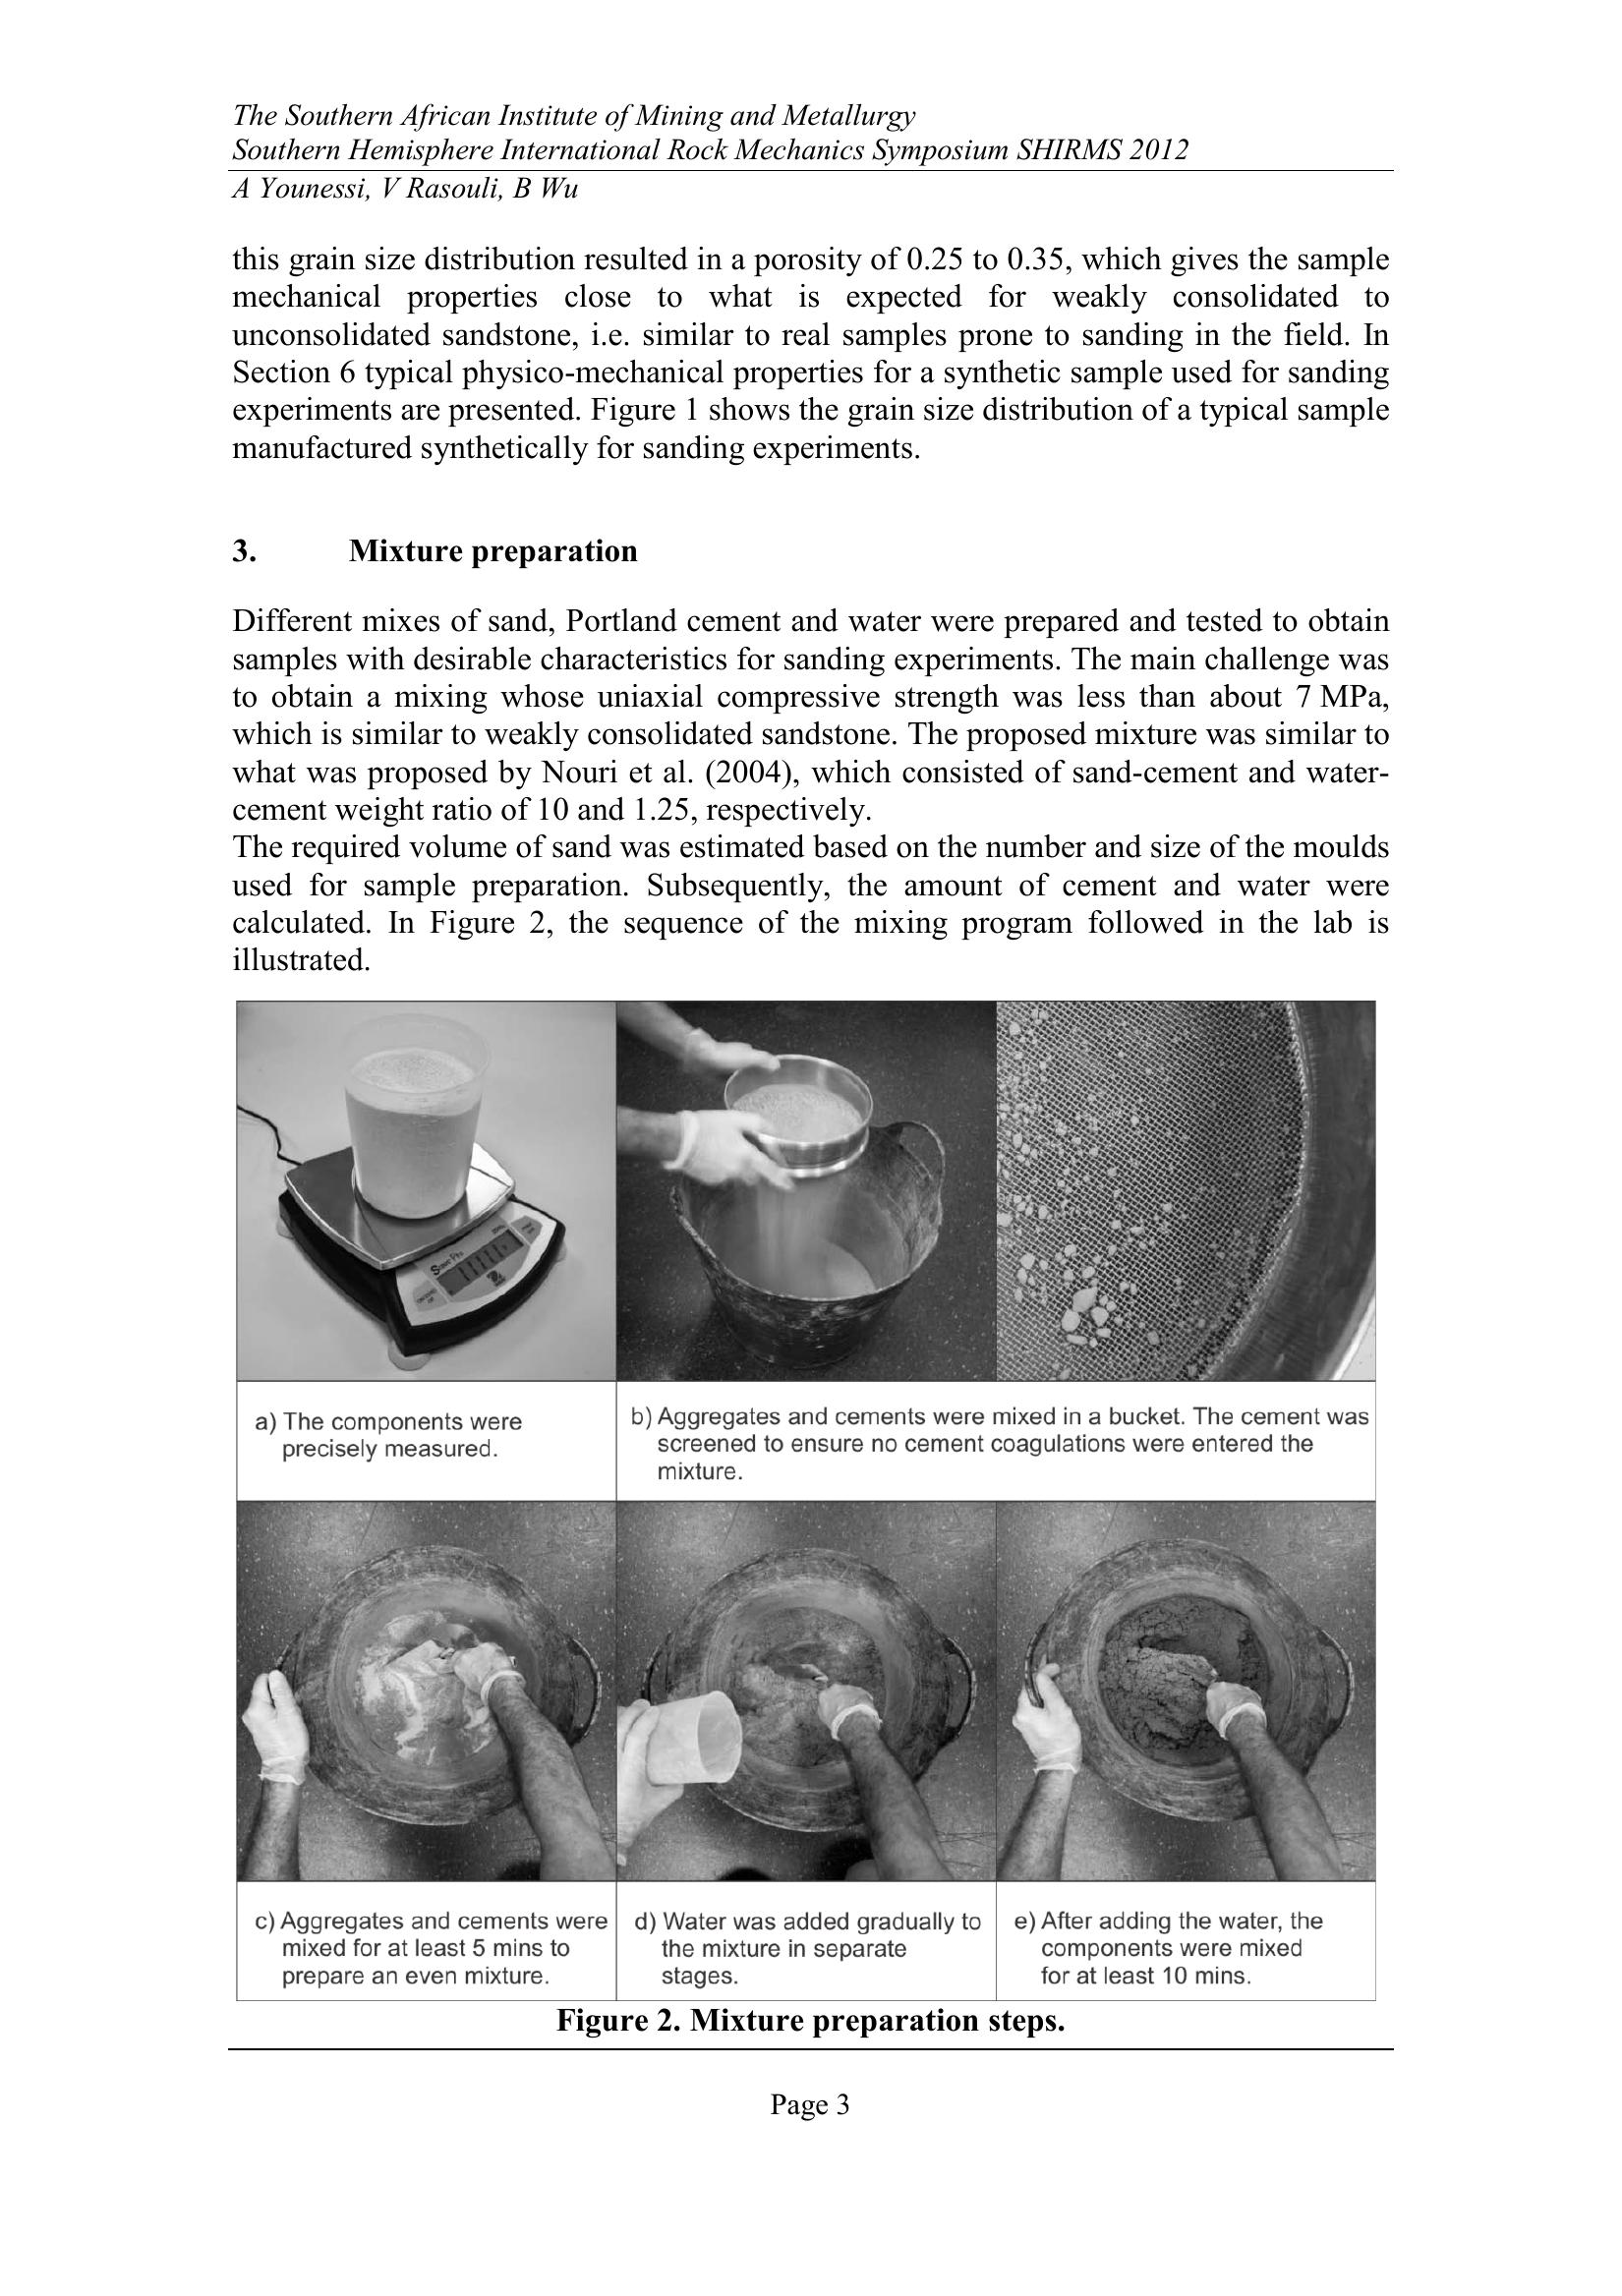 The Southern African Institute of Mining and Metallurgy
Southern Hemisphere International Rock Mechanics Symposium SHIRMS 2012
A Younessi, V Rasouli, B Wu
this grain size distribution resulted in a porosity of 0.25 to 0.35, which gives the sample
mechanical properties close to what is expected for weakly consolidated to
unconsolidated sandstone, i.e. similar to real samples prone to sanding in the field. In
Section 6 typical physico-mechanical properties for a synthetic sample used for sanding
experiments are presented. Figure 1 shows the grain size distribution of a typical sample
manufactured synthetically for sanding experiments.
3. Mixture preparation
Different mixes of sand, Portland cement and water were prepared and tested to obtain
samples with desirable characteristics for sanding experiments. The main challenge was
to obtain a mixing whose uniaxial compressive strength was less than about 7 MPa,
which is similar to weakly consolidated sandstone. The proposed mixture was similar to
what was proposed by Nouri et al. (2004), which consisted of sand-cement and water-
cement weight ratio of 10 and 1.25, respectively.
The required volume of sand was estimated based on the number and size of the moulds
used for sample preparation. Subsequently, the amount of cement and water were
calculated. In Figure 2, the sequence of the mixing program followed in the lab is
illustrated.
a) The components were
precisely measured.
b) Aggregates and cements were mixed in a bucket. The cement was
screened to ensure no cement coagulations were entered the
mixture.
c) Aggregates and cements were
mixed for at least 5 mins to
prepare an even mixture.
d) Water was added gradually to
the mixture in separate
stages.
e) After adding the water, the
components were mixed
for at least 10 mins.
Figure 2. Mixture preparation steps.
Page 3